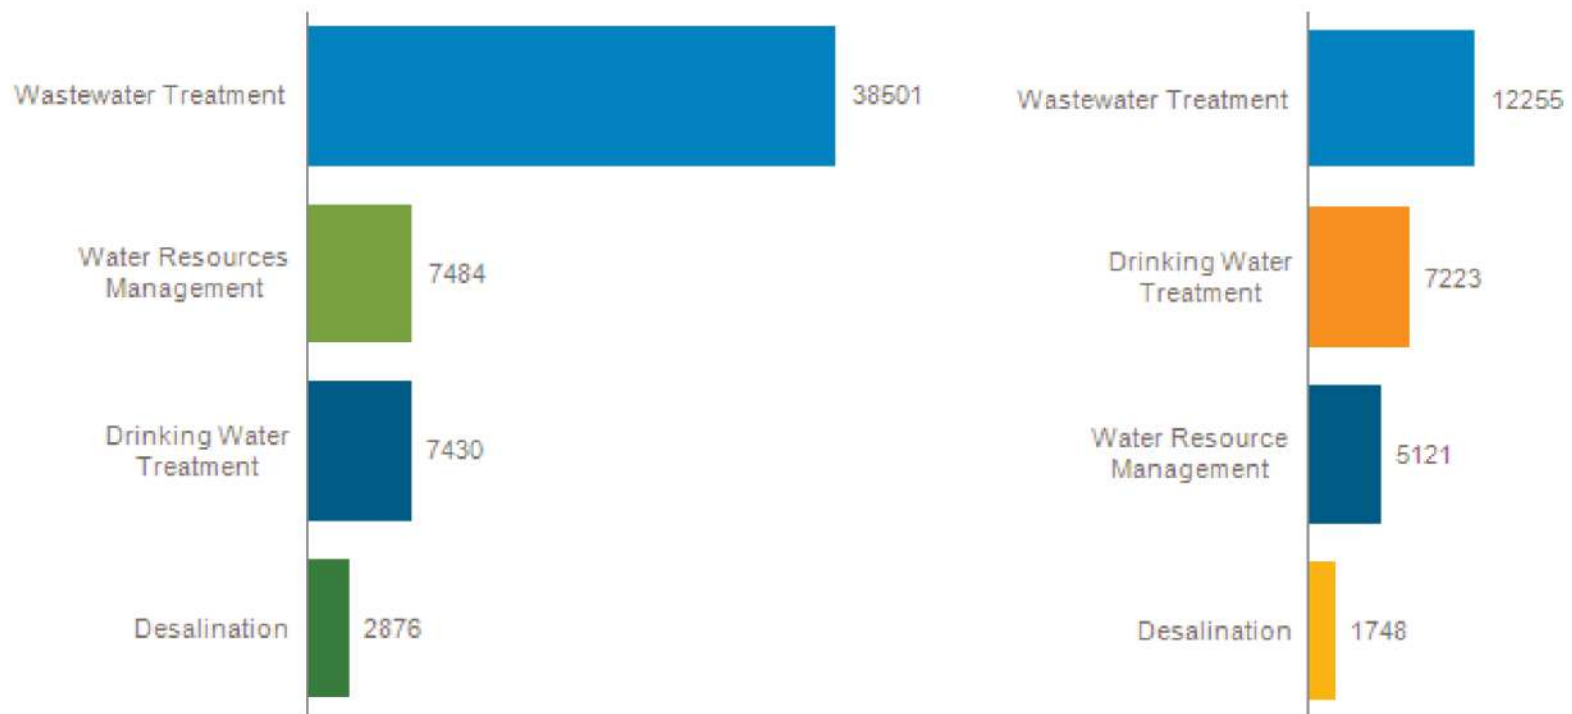 Wastewater Treatment
38501
Water Resources
Management
7484
Drinking Water
Treatment
7430
Desalination
2876
Wastewater Treatment
12255
Drinking Water
Treatment
7223
Water Resource
Management
5121
Desalination
1748